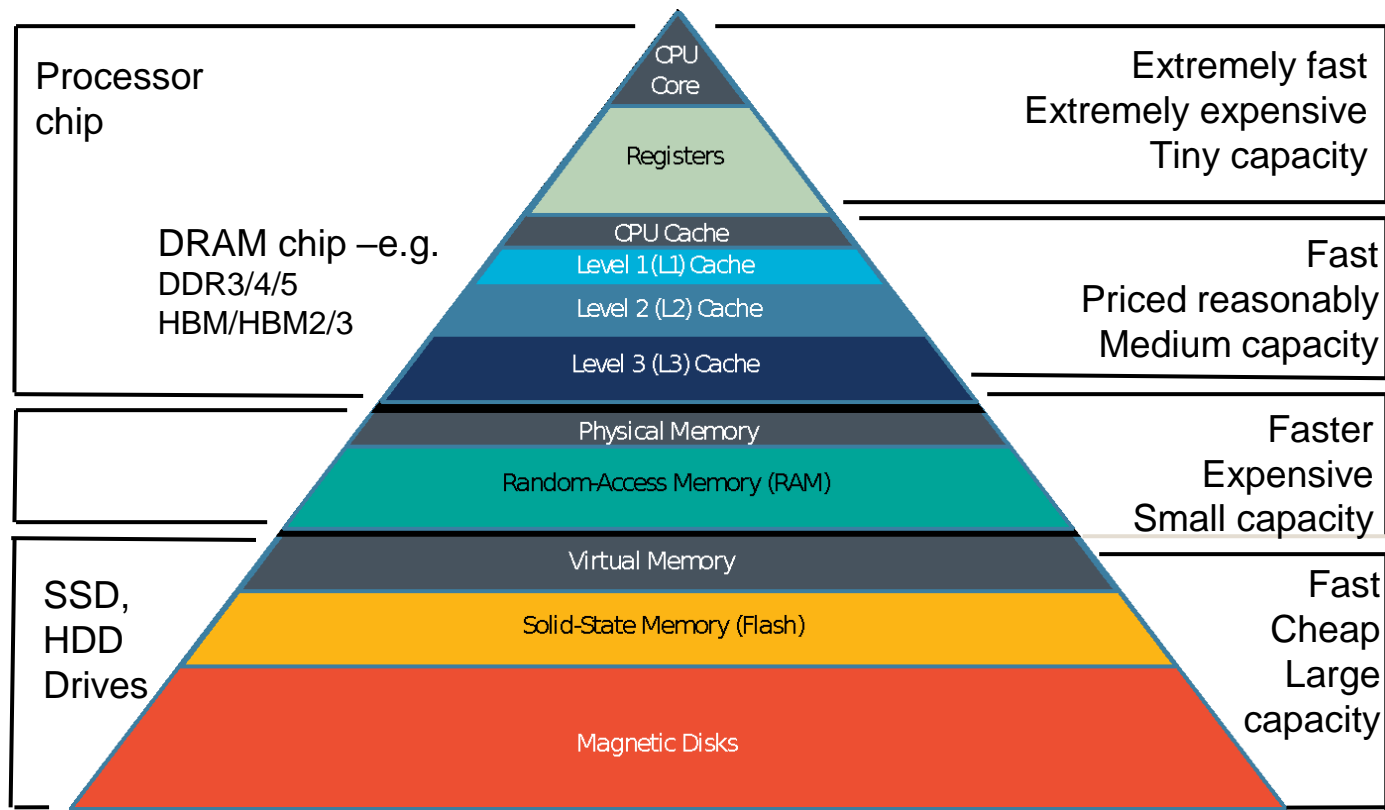 Processor
chip
DRAM chip –e.g.
DDR3/4/5
HBM/HBM2/3
SSD,
HDD
Drives
CPU
Core
Registers
CPU Cache
Level 1 (L1) Cache
Level 2 (L2) Cache
Level 3 (L3) Cache
Physical Memory
Random-Access Memory (RAM)
Virtual Memory
Solid-State Memory (Flash)
Magnetic Disks
Extremely fast
Extremely expensive
Tiny capacity
Fast
Priced reasonably
Medium capacity
Faster
Expensive
Small capacity
Fast
Cheap
Large
capacity